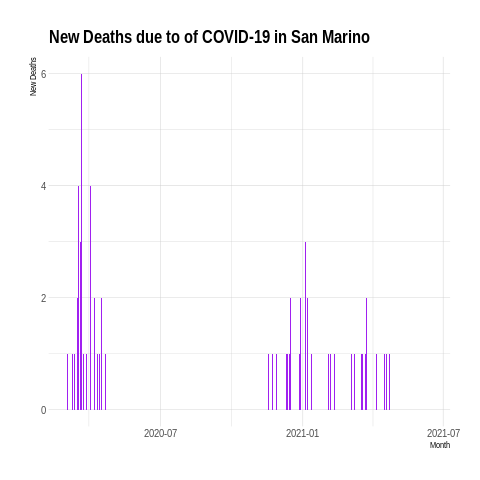 New Deaths due to of COVID-19 in San Marino
New Deaths
6
4
2
0
2020-07
2021-01
2021-07
Month